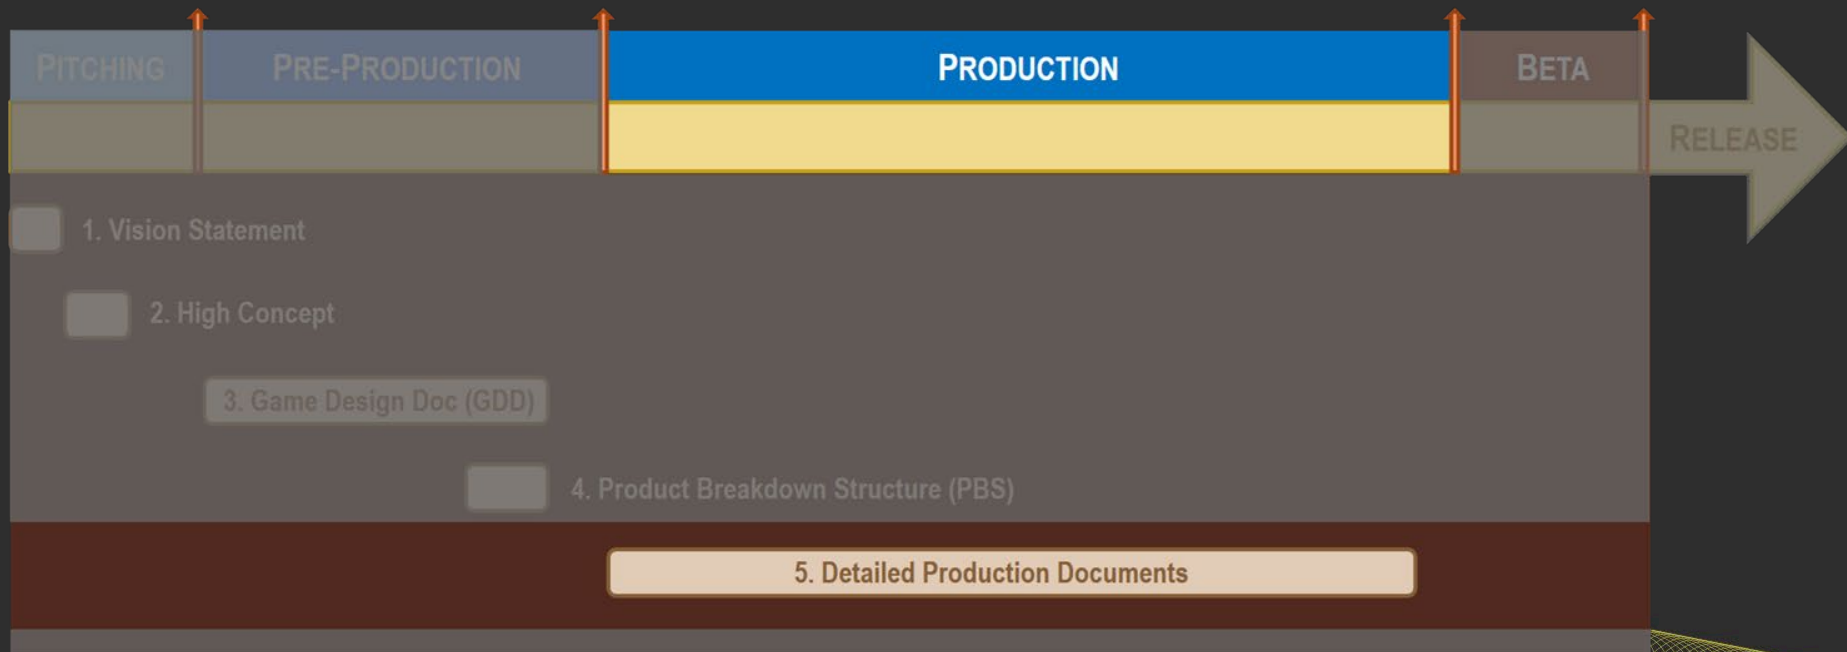 PITCHING
PRE-PRODUCTION
PRODUCTION
BETA
RELEASE
1. Vision Statement
2. High Concept
3. Game Design Doc (GDD)
4. Product Breakdown Structure (PBS)
5. Detailed Production Documents